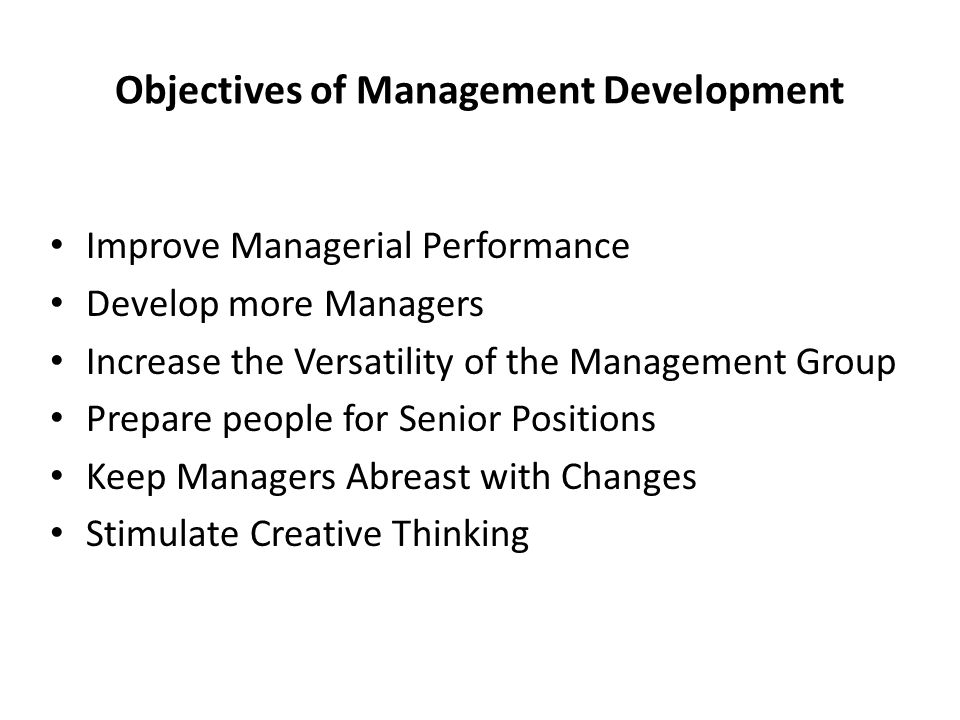 Objectives of Management Development
• Improve Managerial Performance
• Develop more Managers
• Increase the Versatility of the Management Group
• Prepare people for Senior Positions
• Keep Managers Abreast with Changes
• Stimulate Creative Thinking